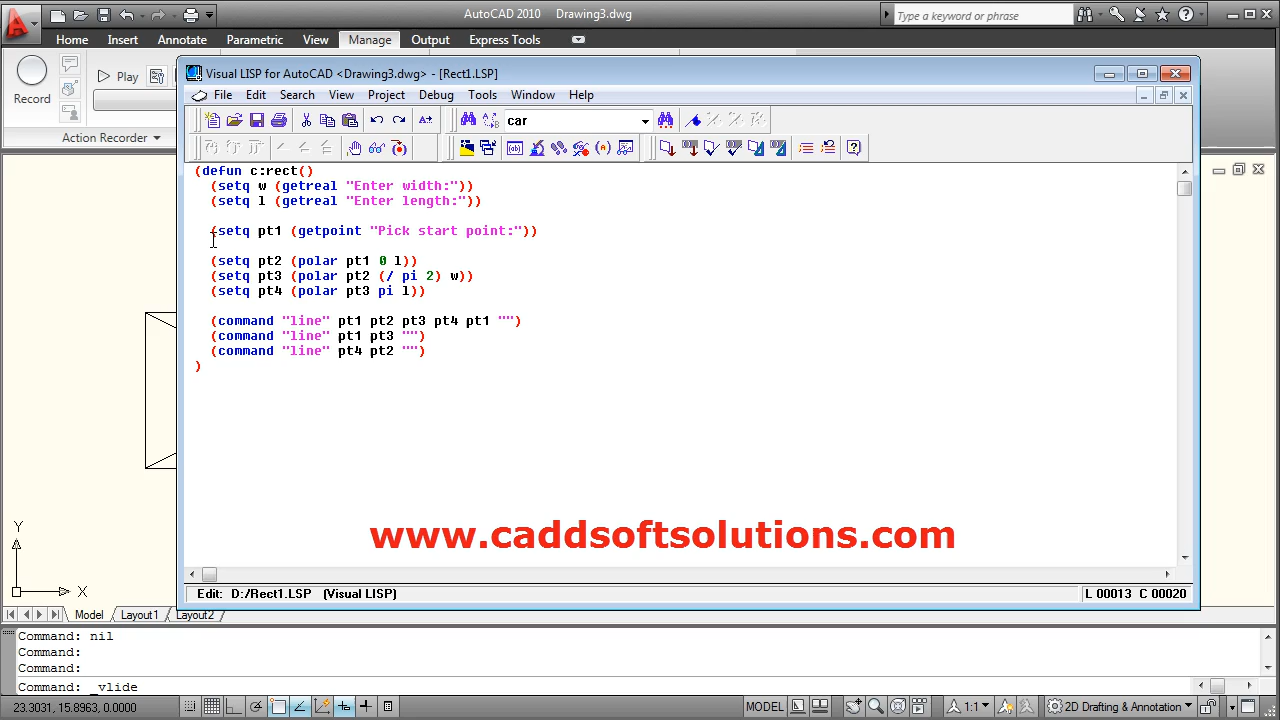 AutoCAD 2010 Drawing3.dwg
Type a keyword or phrase
Home Insert Annotate Parametric View Manage Output Express Tools
Record
Play
Action Recorder
Visual LISP for AutoCAD <Drawing3.dwg> - [Rect1.LSP]
File Edit Search View Project Debug Tools Window Help
car
(defun c:rect()
(setq w (getreal "Enter width:"))
(setq l (getreal "Enter length:"))
(setq pt1 (getpoint "Pick start point:"))
(setq pt2 (polar pt1 0 l))
(setq pt3 (polar pt2 (/ pi 2) w))
(setq pt4 (polar pt3 pi l))
(command "line" pt1 pt2 pt3 pt4 pt1 "")
(command "line" pt1 pt3 "")
(command "line" pt4 pt2 "")
)
www.caddsoftsolutions.com
Y
X
Edit: D:/Rect1.LSP (Visual LISP)
L 00013 C 00020
Model Layout1 Layout2
Command: nil
Command:
Command:
Command: _vlide
23.3031, 15.8963, 0.0000
MODEL
1:1
2D Drafting & Annotation